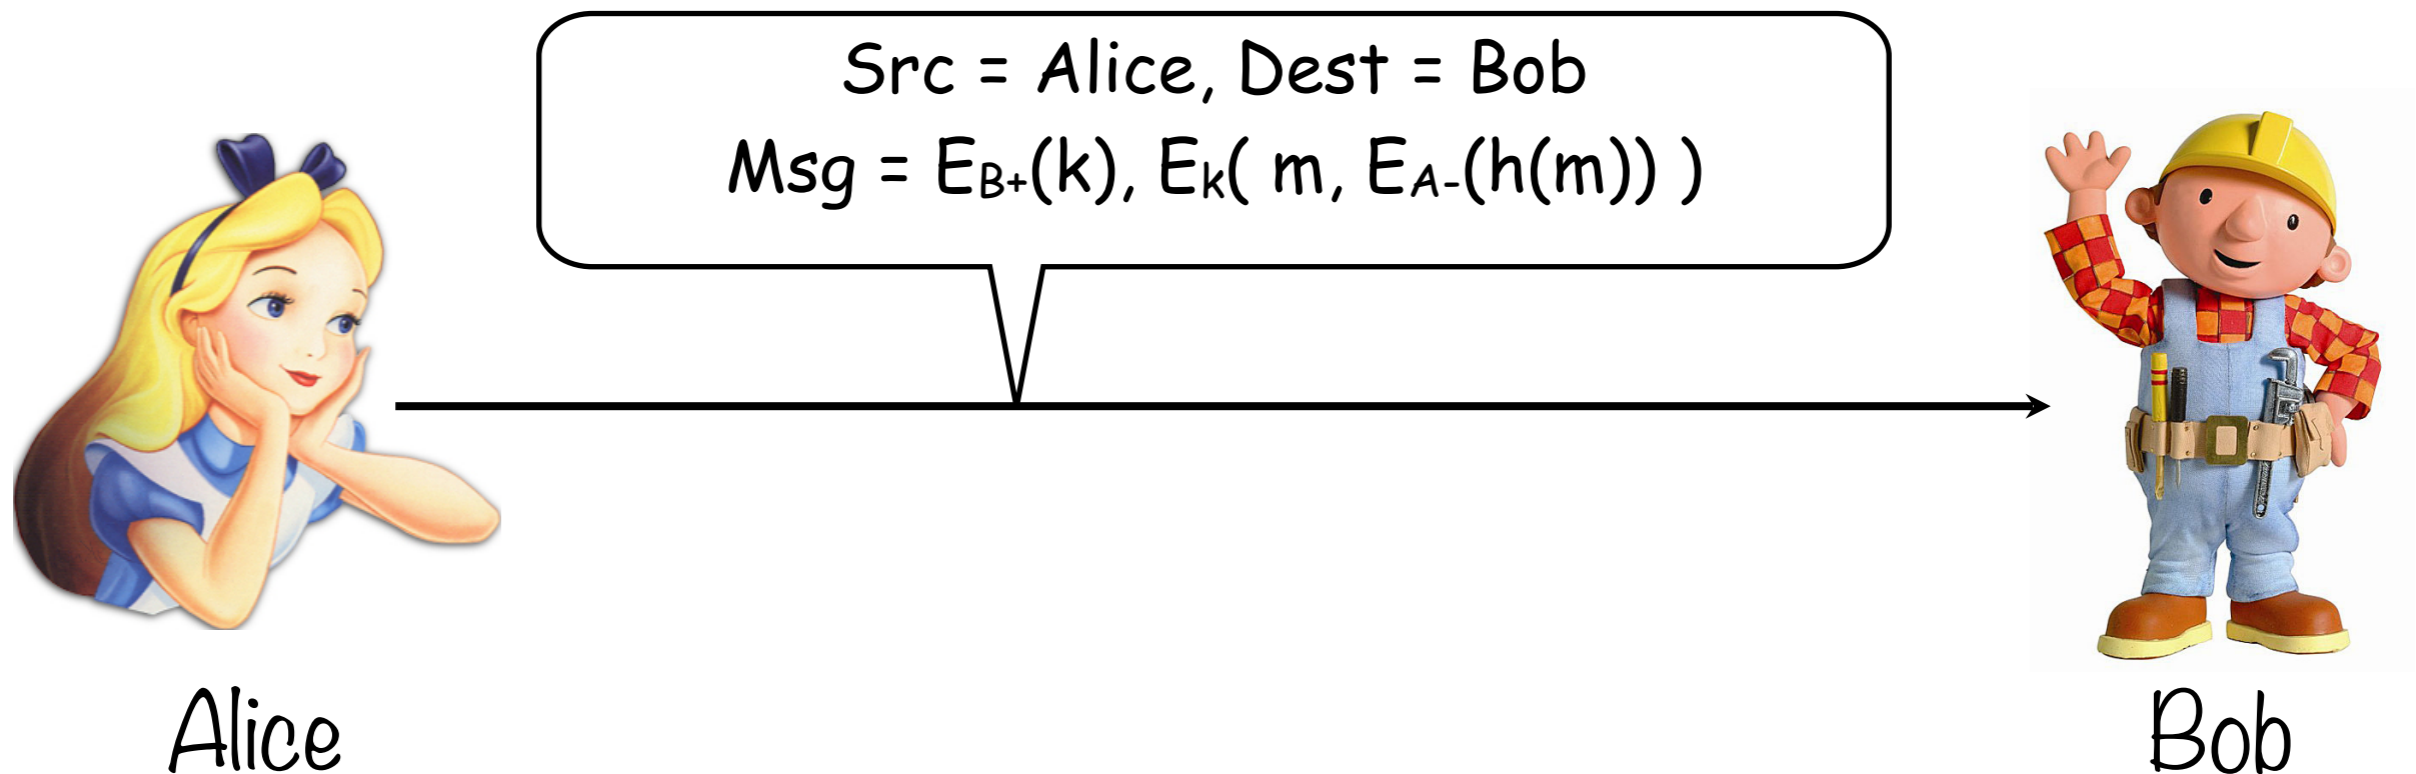 Src = Alice, Dest = Bob
Msg = EB+(k), Ek( m, EA-(h(m)) )
Alice
Bob